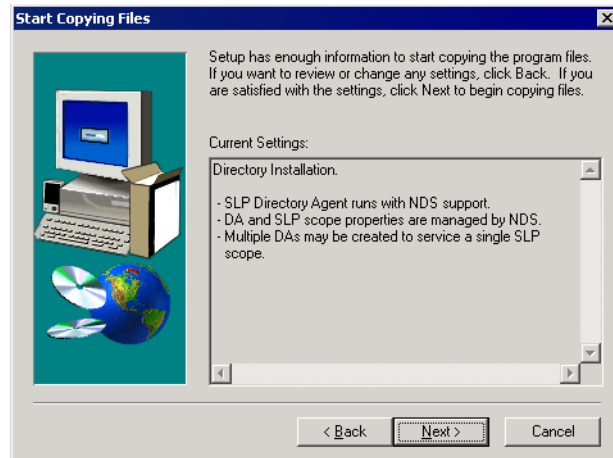 Start Copying Files
Setup has enough information to start copying the program files.
If you want to review or change any settings, click Back. If you
are satisfied with the settings, click Next to begin copying files.
Current Settings:
Directory Installation.
- SLP Directory Agent runs with NDS support.
- DA and SLP scope properties are managed by NDS.
- Multiple DAs may be created to service a single SLP
scope.
< Back
Next >
Cancel